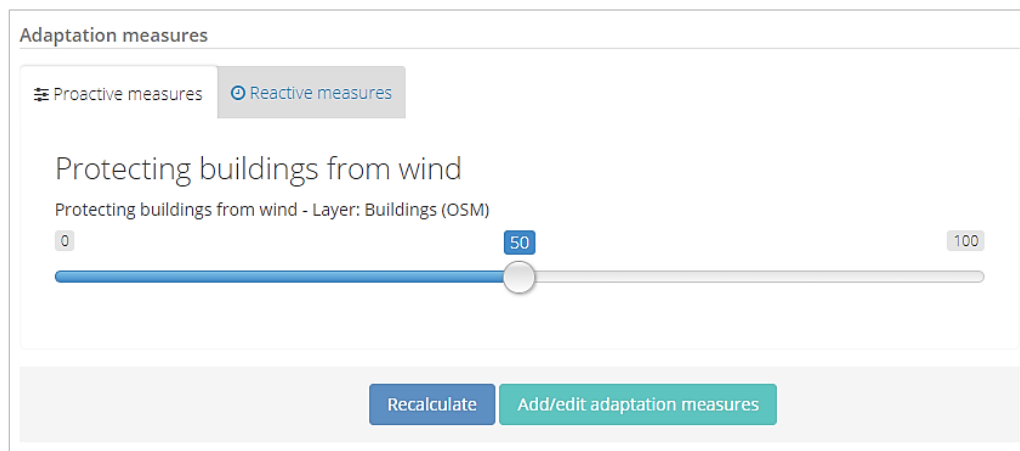 Adaptation measures
Proactive measures
Reactive measures
Protecting buildings from wind
Protecting buildings from wind - Layer: Buildings (OSM)
0 50 100
Recalculate Add/edit adaptation measures